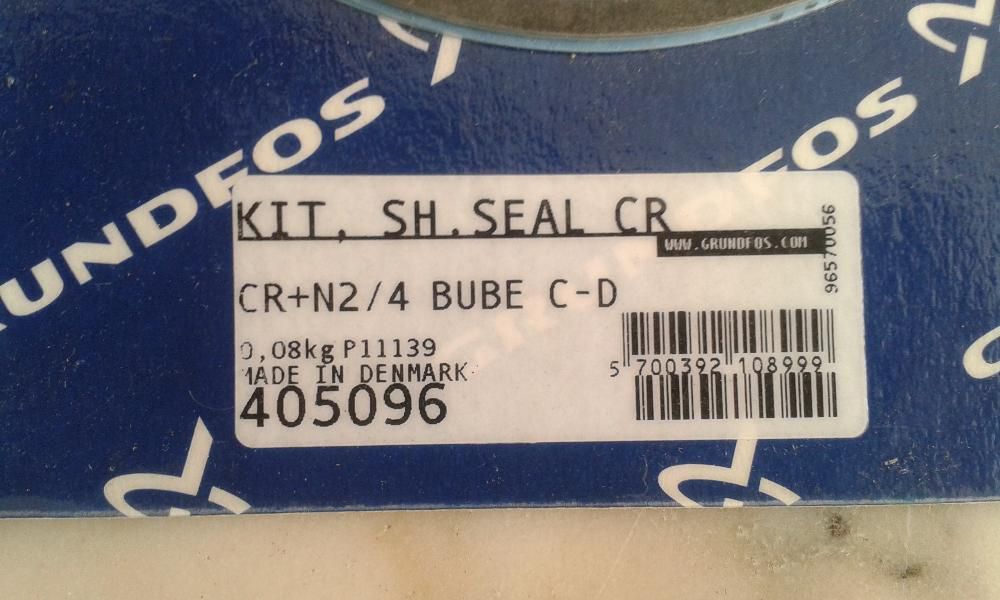 GRUNDFOS
KIT, SH.SEAL CR
WWW.GRUNDFOS.COM
96570056
CR+N2/4 BUBE C-D
0,08kg P11139
MADE IN DENMARK
405096
5 700392 108999